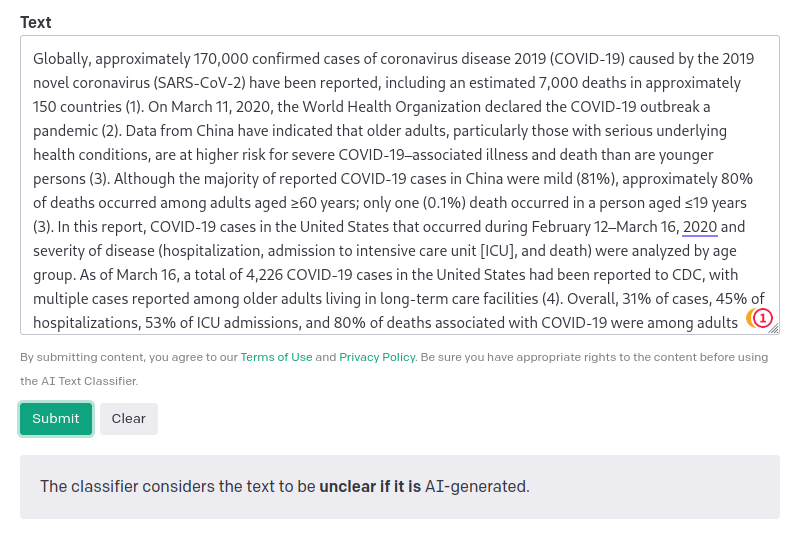 Text
Globally, approximately 170,000 confirmed cases of coronavirus disease 2019 (COVID-19) caused by the 2019
novel coronavirus (SARS-CoV-2) have been reported, including an estimated 7,000 deaths in approximately
150 countries (1). On March 11, 2020, the World Health Organization declared the COVID-19 outbreak a
pandemic (2). Data from China have indicated that older adults, particularly those with serious underlying
health conditions, are at higher risk for severe COVID-19–associated illness and death than are younger
persons (3). Although the majority of reported COVID-19 cases in China were mild (81%), approximately 80%
of deaths occurred among adults aged ≥60 years; only one (0.1%) death occurred in a person aged ≤19 years
(3). In this report, COVID-19 cases in the United States that occurred during February 12–March 16, 2020 and
severity of disease (hospitalization, admission to intensive care unit [ICU], and death) were analyzed by age
group. As of March 16, a total of 4,226 COVID-19 cases in the United States had been reported to CDC, with
multiple cases reported among older adults living in long-term care facilities (4). Overall, 31% of cases, 45% of
hospitalizations, 53% of ICU admissions, and 80% of deaths associated with COVID-19 were among adults
1
By submitting content, you agree to our Terms of Use and Privacy Policy. Be sure you have appropriate rights to the content before using
the AI Text Classifier.
Submit Clear
The classifier considers the text to be unclear if it is AI-generated.